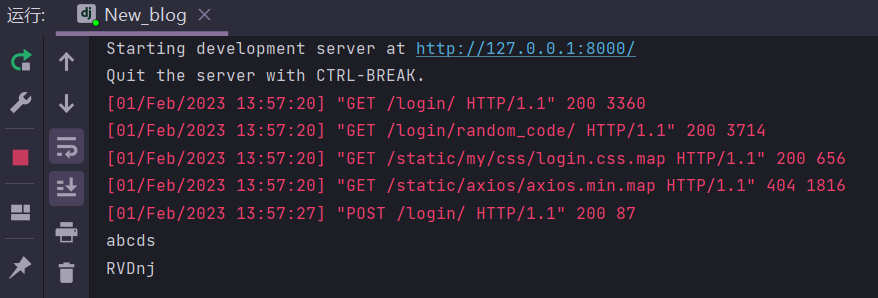 运行: dj New_blog
Starting development server at http://127.0.0.1:8000/
Quit the server with CTRL-BREAK.
[01/Feb/2023 13:57:20] "GET /login/ HTTP/1.1" 200 3360
[01/Feb/2023 13:57:20] "GET /login/random_code/ HTTP/1.1" 200 3714
[01/Feb/2023 13:57:20] "GET /static/my/css/login.css.map HTTP/1.1" 200 656
[01/Feb/2023 13:57:20] "GET /static/axios/axios.min.map HTTP/1.1" 404 1816
[01/Feb/2023 13:57:27] "POST /login/ HTTP/1.1" 200 87
abcds
RVDnj